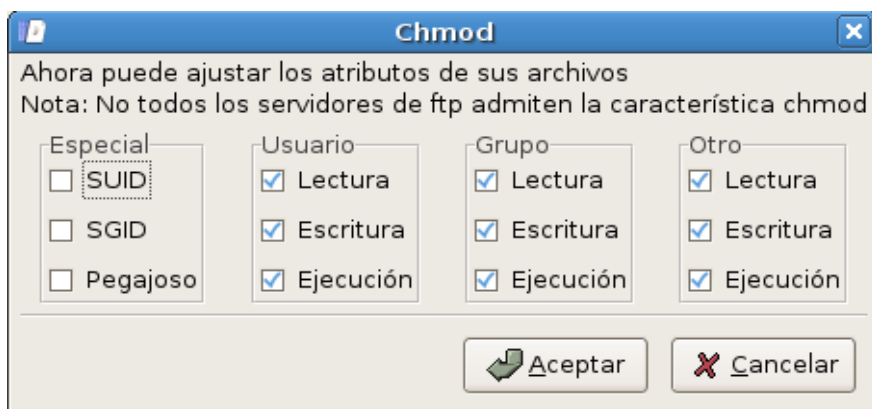 Chmod
Ahora puede ajustar los atributos de sus archivos
Nota: No todos los servidores de ftp admiten la característica chmod
Especial Usuario Grupo Otro
SUID Lectura Lectura Lectura
SGID Escritura Escritura Escritura
Pegajoso Ejecución Ejecución Ejecución
Aceptar Cancelar